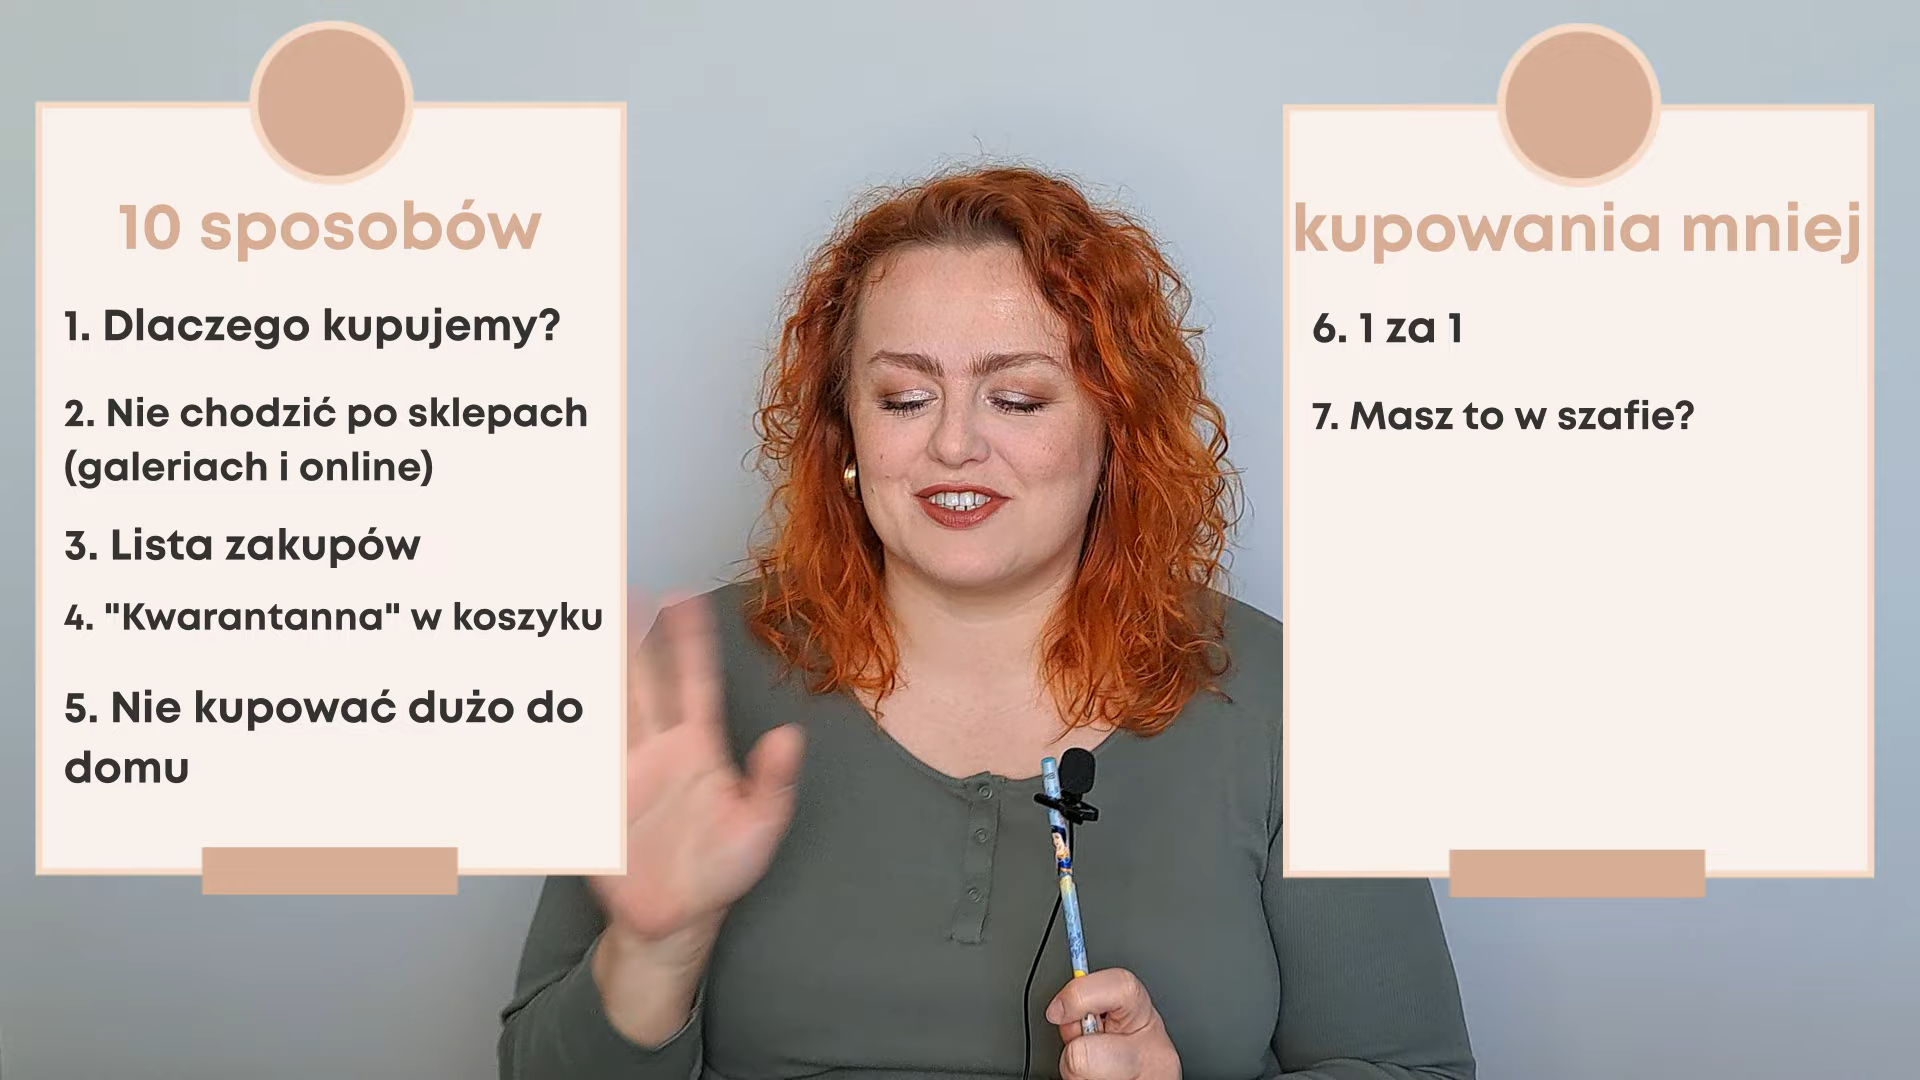 10 sposobów
1. Dlaczego kupujemy?
2. Nie chodzić po sklepach
(galeriach i online)
3. Lista zakupów
4. "Kwarantanna" w koszyku
5. Nie kupować dużo do
domu
kupowania mniej
6. 1 za 1
7. Masz to w szafie?